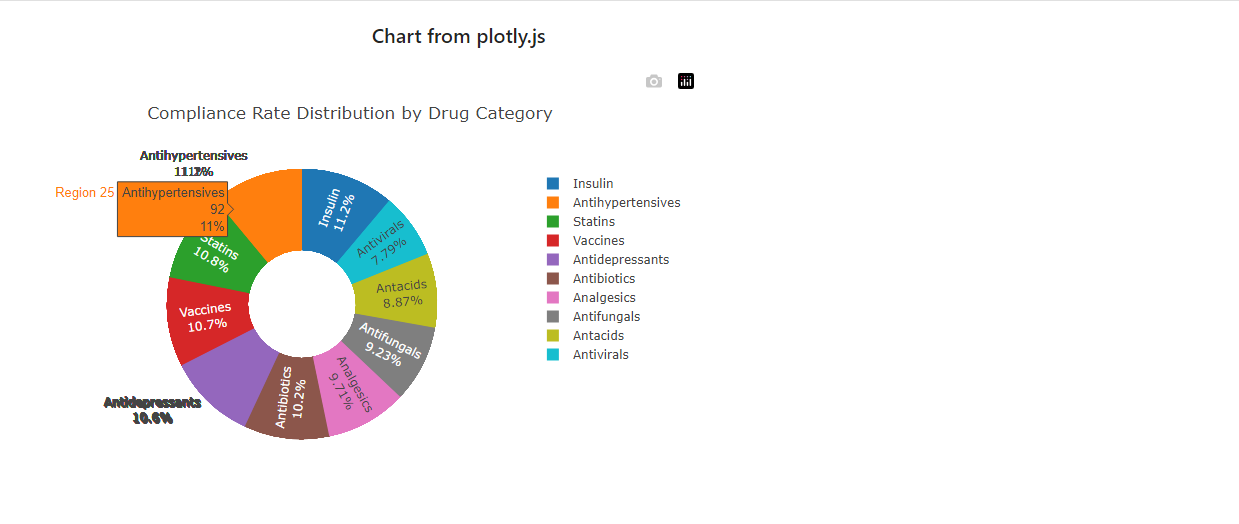 Chart from plotly.js
Compliance Rate Distribution by Drug Category
Antihypertensives
Region 25
Antihypertensives
92
11%
Insulin
11.2%
Antivirals
7.79%
Statins
10.8%
Antacids
8.87%
Vaccines
10.7%
Antifungals
9.23%
Analgesics
9.71%
Antibiotics
10.2%
Antidepressants
10.6%
Insulin
Antihypertensives
Statins
Vaccines
Antidepressants
Antibiotics
Analgesics
Antifungals
Antacids
Antivirals